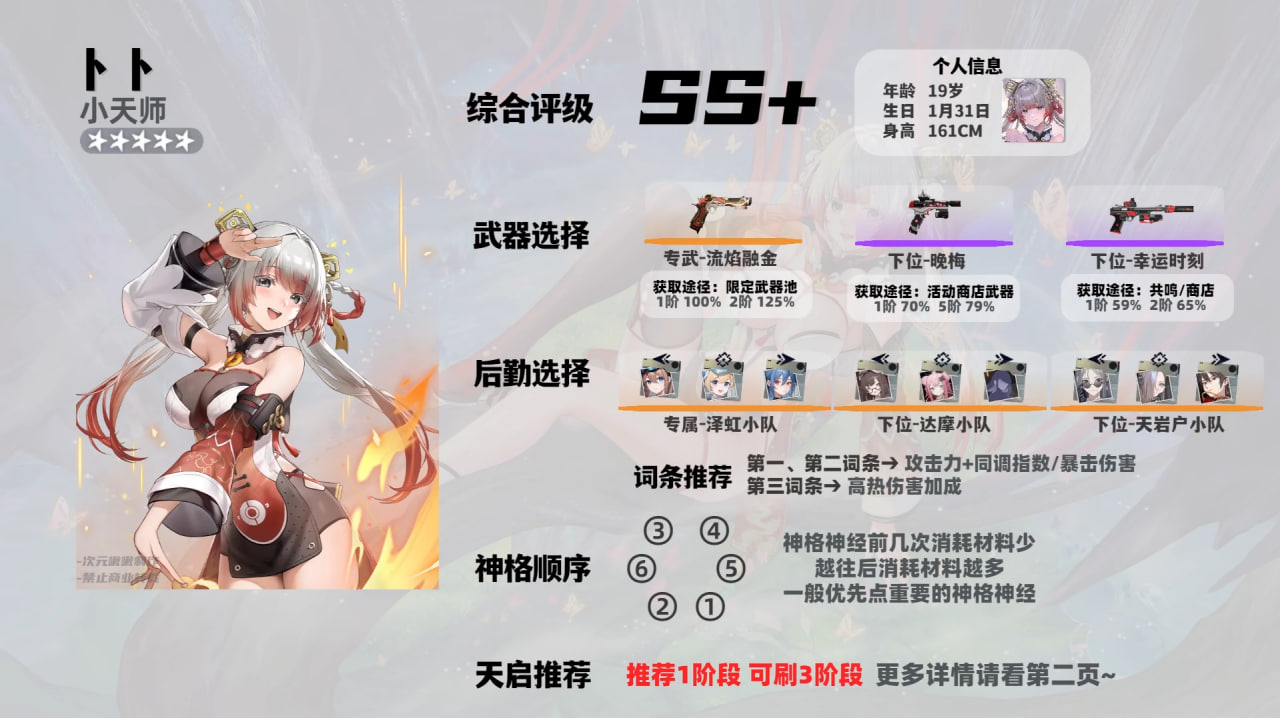 卜卜
小天师
综合评级
SS+
个人信息
年龄 19岁
生日 1月31日
身高 161CM
武器选择
专武-流焰融金
获取途径：限定武器池
1阶 100% 2阶 125%
下位-晚梅
获取途径：活动商店武器
1阶 70% 5阶 79%
下位-幸运时刻
获取途径：共鸣/商店
1阶 59% 2阶 65%
后勤选择
专属-泽虹小队
下位-达摩小队
下位-天岩户小队
词条推荐
第一、第二词条→ 攻击力+同调指数/暴击伤害
第三词条→ 高热伤害加成
神格顺序
③ ④
⑥ ⑤
② ①
神格神经前几次消耗材料少
越往后消耗材料越多
一般优先点重要的神格神经
天启推荐
推荐1阶段 可刷3阶段 更多详情请看第二页~
-禁止商业